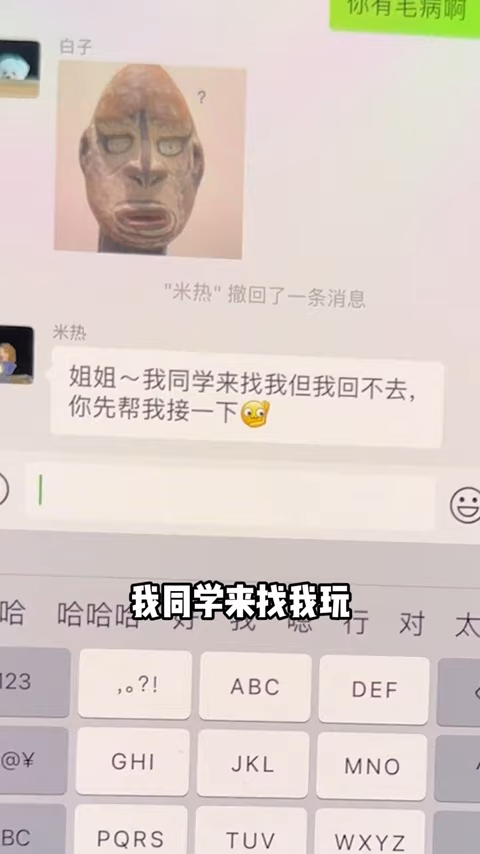 你有毛病啊
白子
?
"米热" 撤回了一条消息
米热
姐姐～我同学来找我但我回不去，
你先帮我接一下
我同学来找我玩
哈 哈哈哈 好 我 嗯 行 对 太
123 ,。?! ABC DEF
@¥ GHI JKL MNO
BC PQRS TUV WXYZ